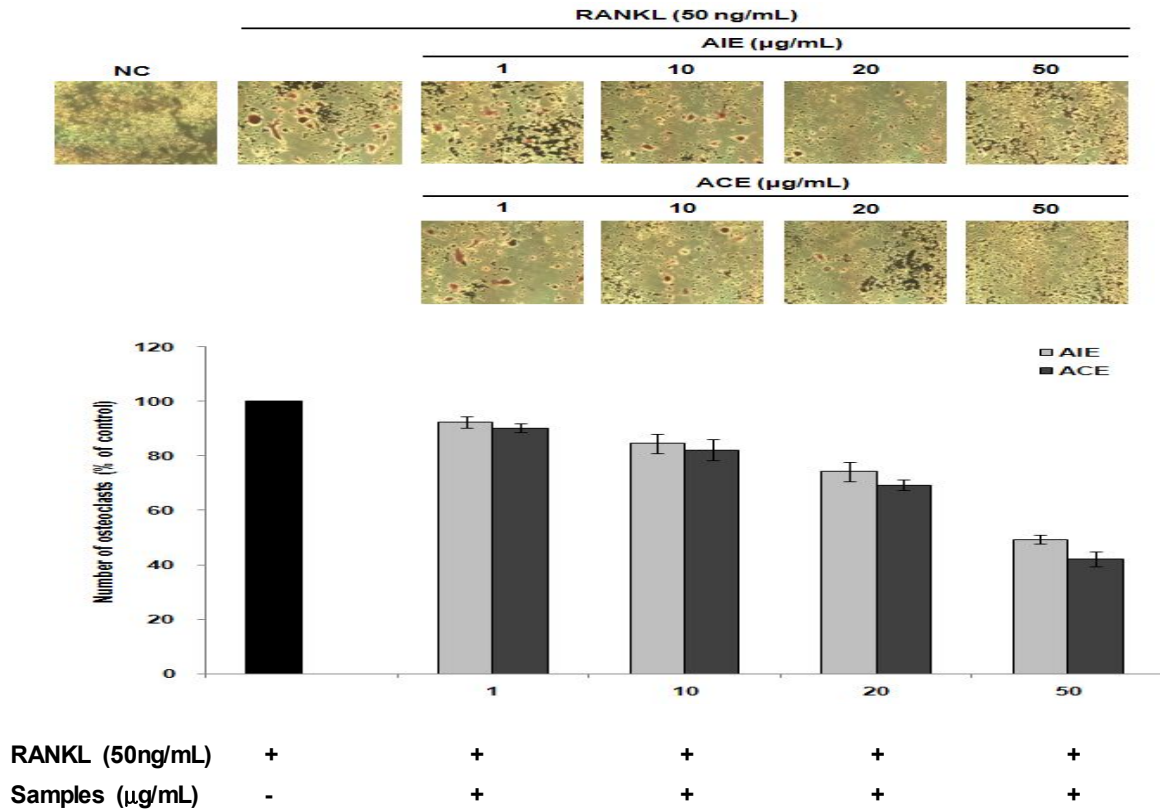 RANKL (50 ng/mL)
AIE (µg/mL)
NC
1 10 20 50
ACE (µg/mL)
1 10 20 50
120
100
80
60
40
20
0
Number of osteoclasts (% of control)
AIE
ACE
1 10 20 50
RANKL (50ng/mL) + + + + +
Samples (µg/mL) - + + + +